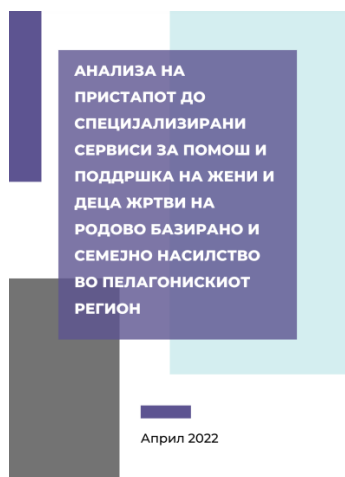 АНАЛИЗА НА
ПРИСТАПОТ ДО
СПЕЦИЈАЛИЗИРАНИ
СЕРВИСИ ЗА ПОМОШ И
ПОДДРШКА НА ЖЕНИ И
ДЕЦА ЖРТВИ НА
РОДОВО БАЗИРАНО И
СЕМЕЈНО НАСИЛСТВО
ВО ПЕЛАГОНИСКИОТ
РЕГИОН
Април 2022